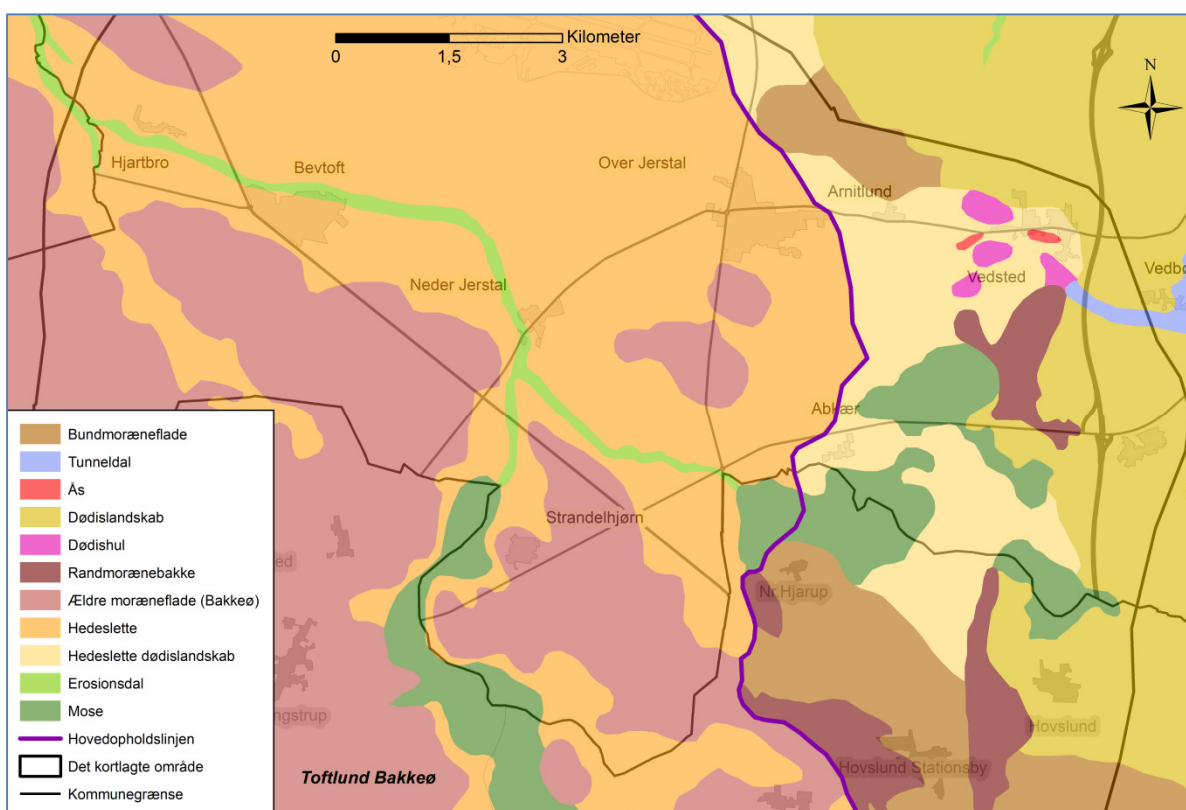 Kilometer
0 1,5 3
N
Hjartbro
Bevtoft
Over Jerstal
Arnitlund
Neder Jerstal
Vedsted
Abkær
Strandelhjørn
Nr.Hjarup
Hovslund
Hovslund Stationsby
Toftlund Bakkeø
Bundmoræneflade
Tunneldal
Ås
Dødislandskab
Dødishul
Randmorænebakke
Ældre moræneflade (Bakkeø)
Hedeslette
Hedeslette dødislandskab
Erosionsdal
Mose
Hovedopholdslinjen
Det kortlagte område
Kommunegrænse